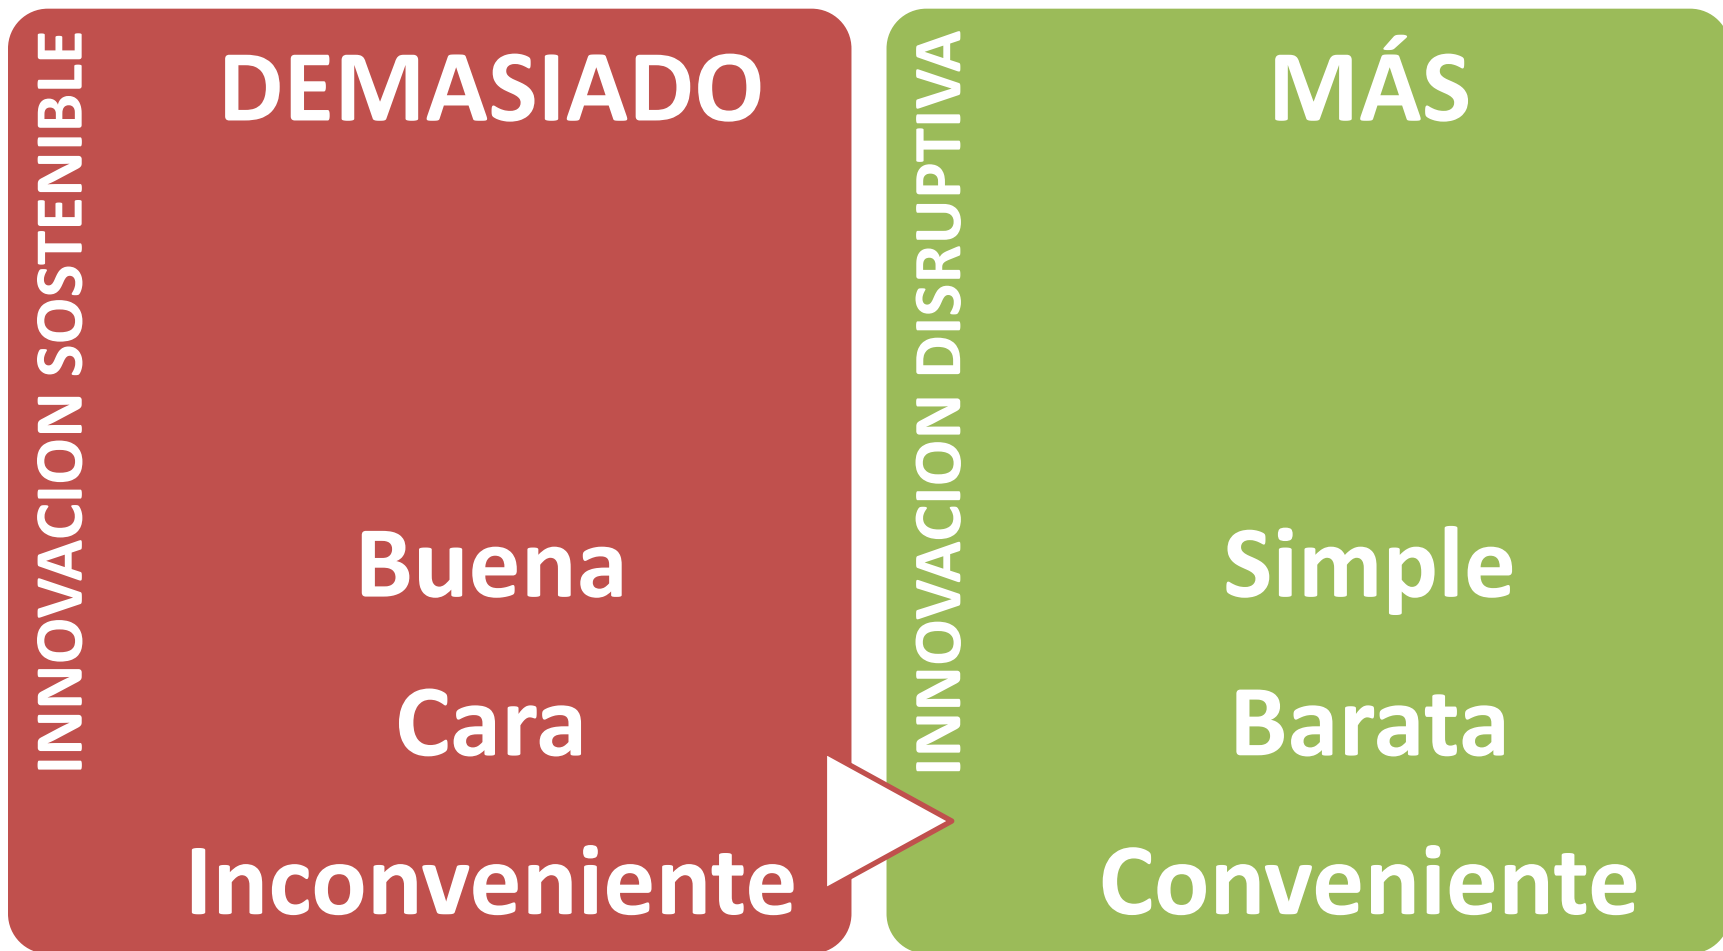 INNOVACION SOSTENIBLE
DEMASIADO
Buena
Cara
Inconveniente
INNOVACION DISRUPTIVA
MÁS
Simple
Barata
Conveniente